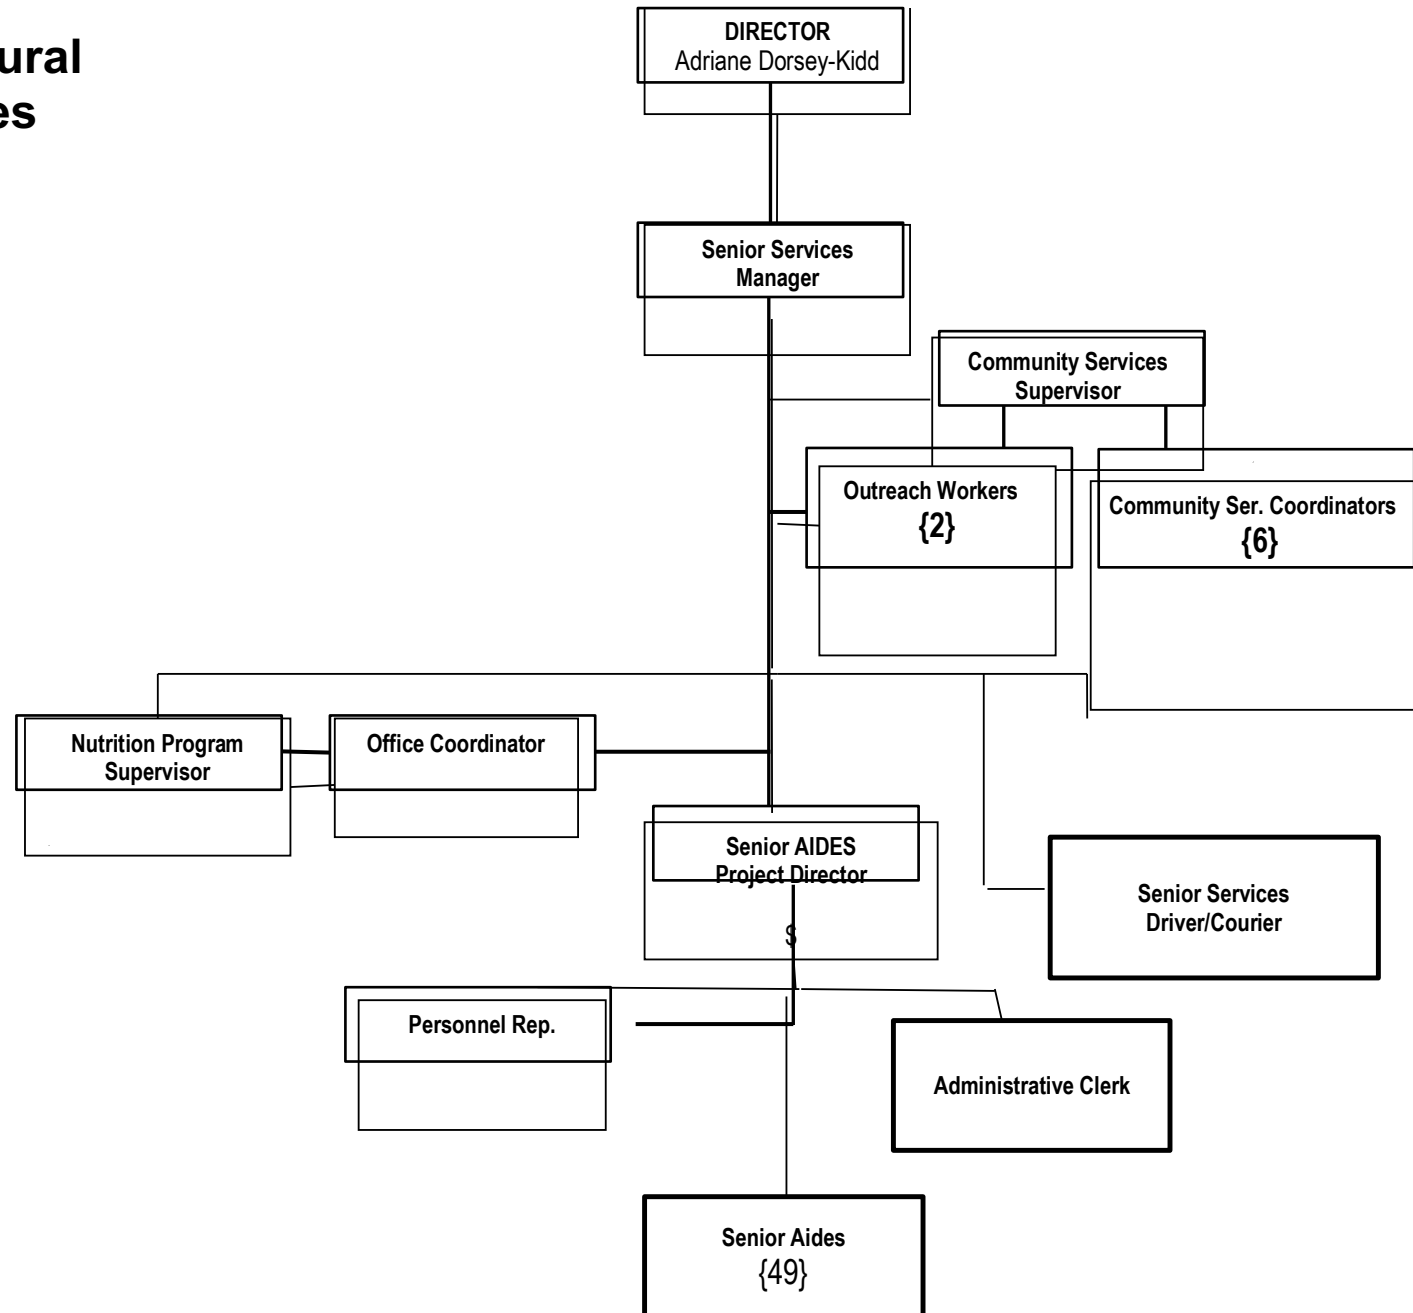 ural
es
DIRECTOR
Adriane Dorsey-Kidd
Senior Services
Manager
Community Services
Supervisor
Outreach Workers
{2}
Community Ser. Coordinators
{6}
Nutrition Program
Supervisor
Office Coordinator
Senior AIDES
Project Director
$
Senior Services
Driver/Courier
Personnel Rep.
Administrative Clerk
Senior Aides
{49}